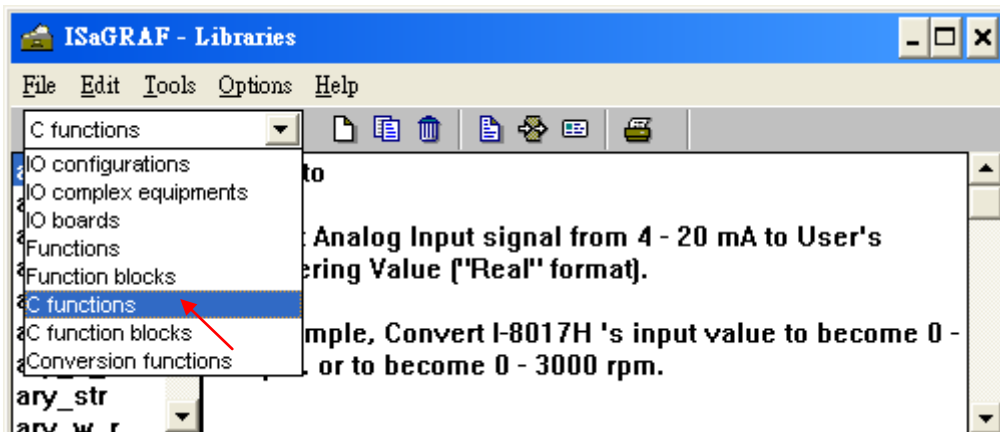 ISaGRAF - Libraries
File Edit Tools Options Help
C functions
IO configurations
IO complex equipments
IO boards
Functions
Function blocks
C functions
C function blocks
Conversion functions
ary_str
ary_w_r
to
: Analog Input signal from 4 - 20 mA to User's
ering Value ("Real" format).
mple, Convert I-8017H 's input value to become 0 -
. or to become 0 - 3000 rpm.